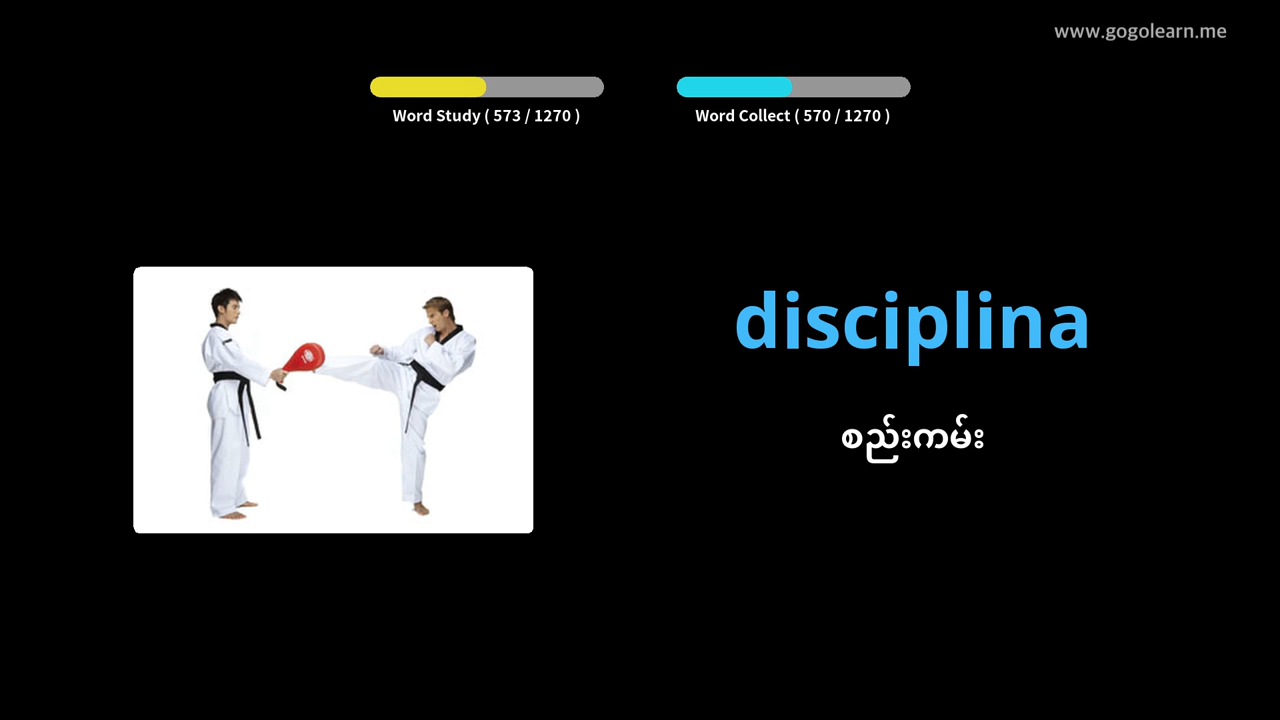 www.gogolearn.me
Word Study ( 573 / 1270 )
Word Collect ( 570 / 1270 )
disciplina
စည်းကမ်း